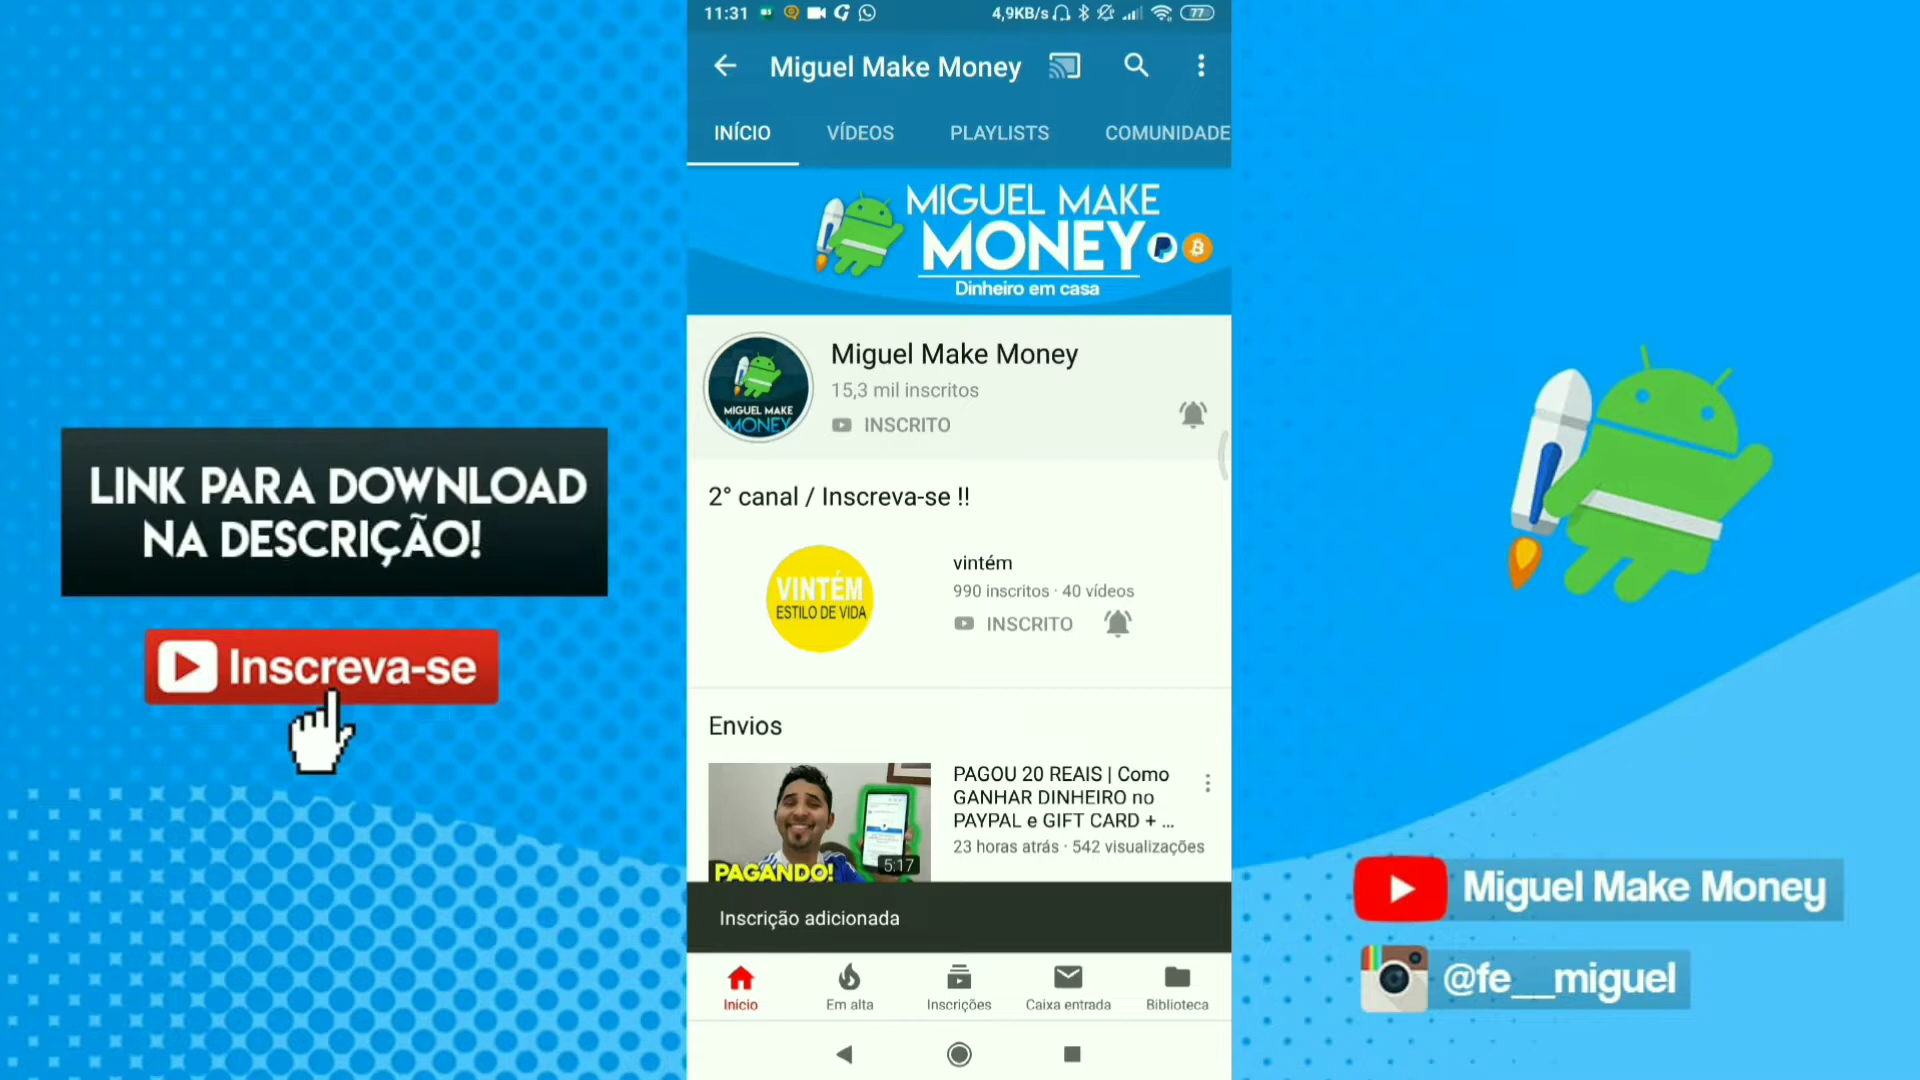 11:31
4,9KB/s
77
Miguel Make Money
INÍCIO
VÍDEOS
PLAYLISTS
COMUNIDADE
MIGUEL MAKE
MONEY
Dinheiro em casa
MIGUEL MAKE
MONEY
Miguel Make Money
15,3 mil inscritos
INSCRITO
2° canal / Inscreva-se !!
VINTÉM
ESTILO DE VIDA
vintém
990 inscritos · 40 vídeos
INSCRITO
Envios
PAGANDO!
5:17
PAGOU 20 REAIS | Como
GANHAR DINHEIRO no
PAYPAL e GIFT CARD + ...
23 horas atrás · 542 visualizações
Inscrição adicionada
Início
Em alta
Inscrições
Caixa entrada
Biblioteca
LINK PARA DOWNLOAD
NA DESCRIÇÃO!
Inscreva-se
Miguel Make Money
@fe__miguel